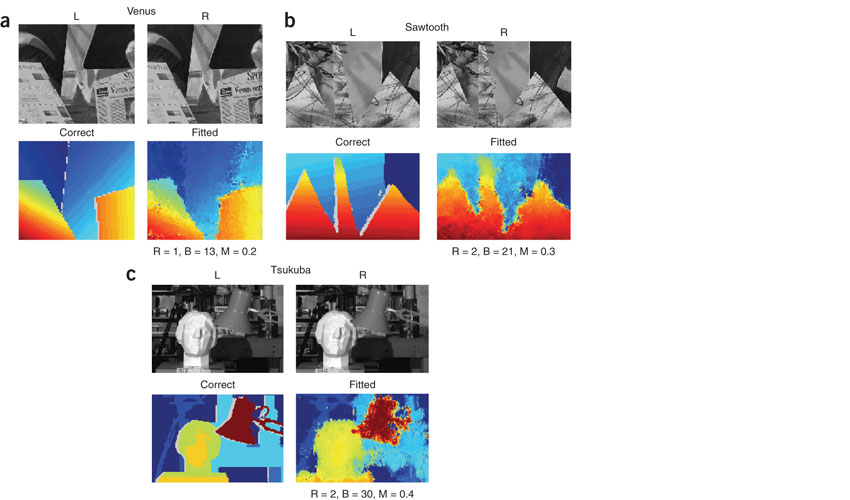 a
Venus
L R
Correct Fitted
R = 1, B = 13, M = 0.2
b
Sawtooth
L R
Correct Fitted
R = 2, B = 21, M = 0.3
c
Tsukuba
L R
Correct Fitted
R = 2, B = 30, M = 0.4